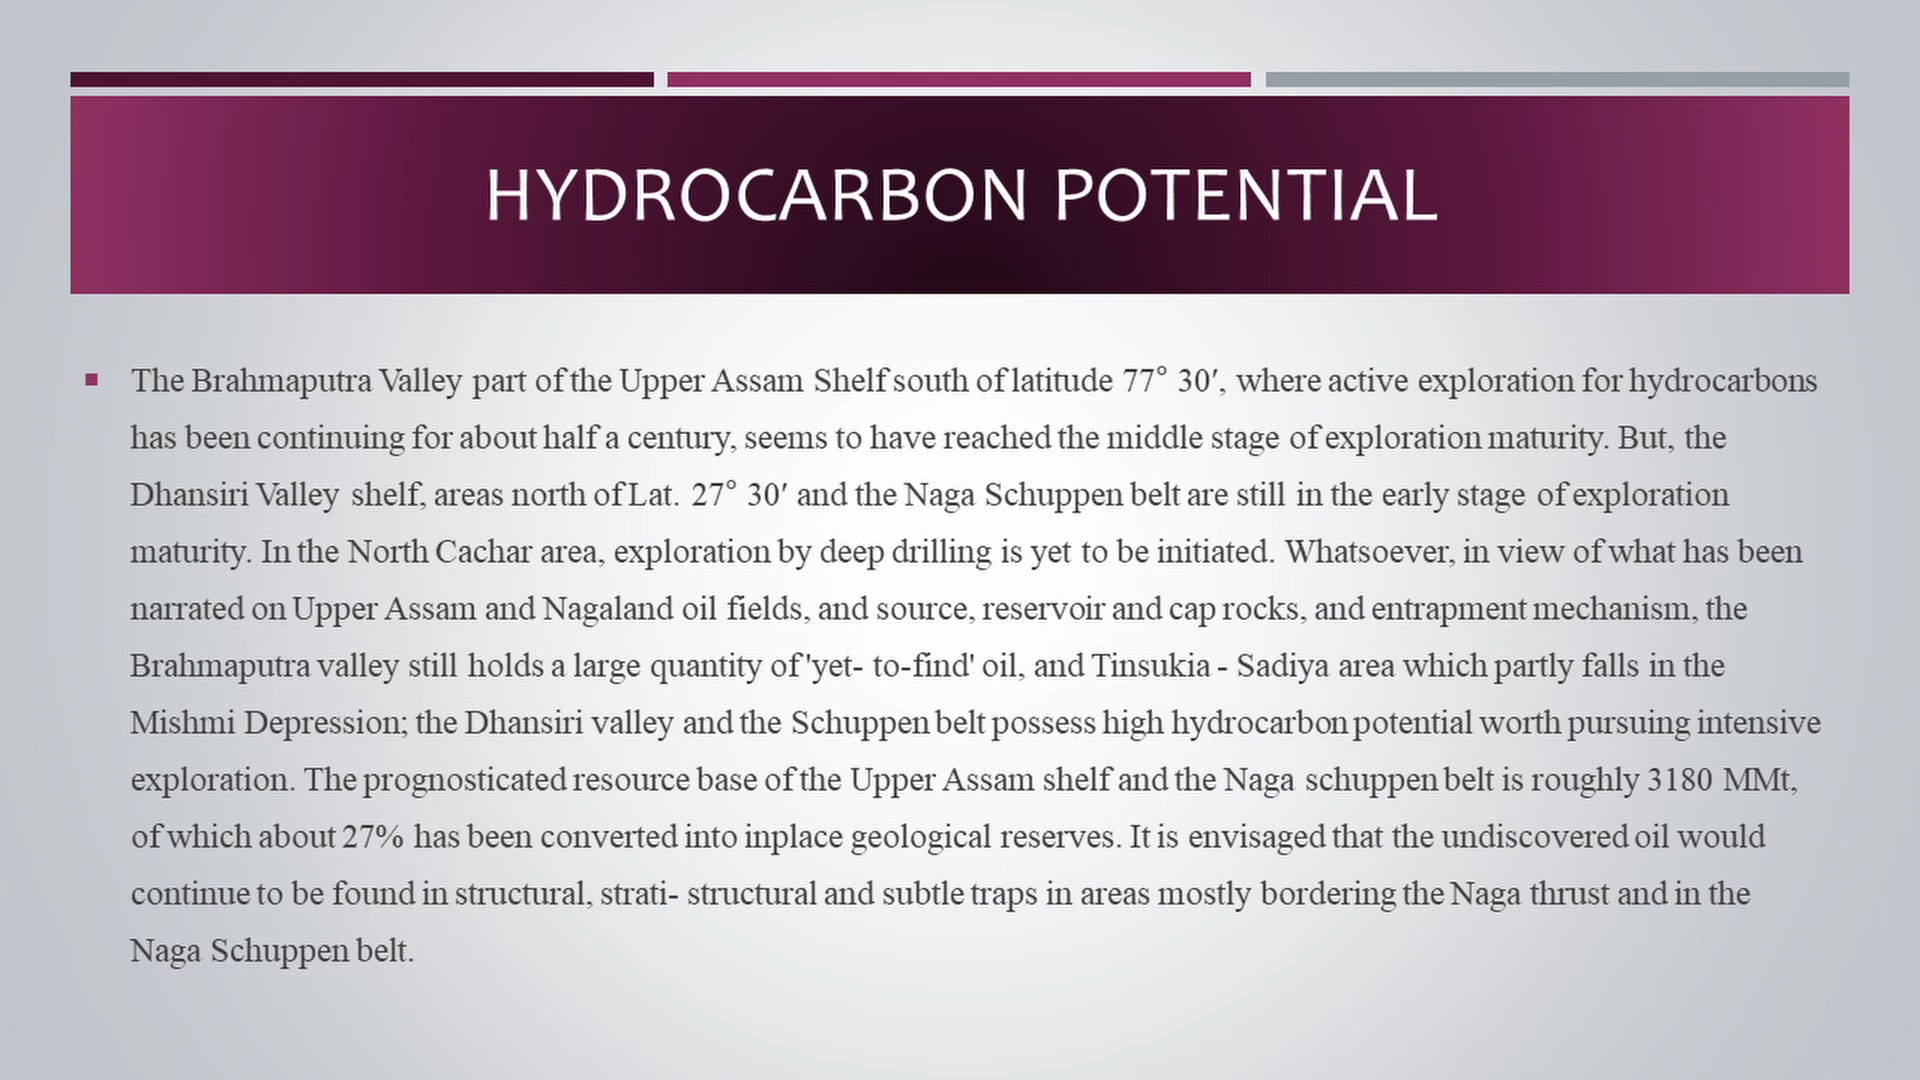 HYDROCARBON POTENTIAL
The Brahmaputra Valley part of the Upper Assam Shelf south of latitude 77° 30′, where active exploration for hydrocarbons
has been continuing for about half a century, seems to have reached the middle stage of exploration maturity. But, the
Dhansiri Valley shelf, areas north of Lat. 27° 30′ and the Naga Schuppen belt are still in the early stage of exploration
maturity. In the North Cachar area, exploration by deep drilling is yet to be initiated. Whatsoever, in view of what has been
narrated on Upper Assam and Nagaland oil fields, and source, reservoir and cap rocks, and entrapment mechanism, the
Brahmaputra valley still holds a large quantity of 'yet- to-find' oil, and Tinsukia - Sadiya area which partly falls in the
Mishmi Depression; the Dhansiri valley and the Schuppen belt possess high hydrocarbon potential worth pursuing intensive
exploration. The prognosticated resource base of the Upper Assam shelf and the Naga schuppen belt is roughly 3180 MMt,
of which about 27% has been converted into inplace geological reserves. It is envisaged that the undiscovered oil would
continue to be found in structural, strati- structural and subtle traps in areas mostly bordering the Naga thrust and in the
Naga Schuppen belt.